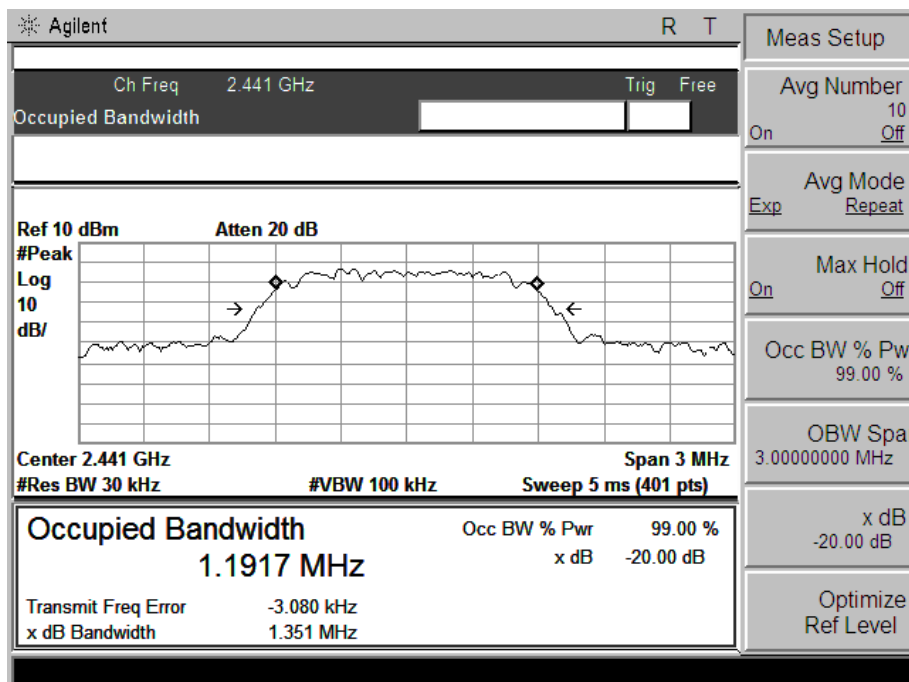 Agilent R T
Ch Freq 2.441 GHz Trig Free
Occupied Bandwidth
Ref 10 dBm Atten 20 dB
#Peak
Log
10
dB/
Center 2.441 GHz Span 3 MHz
#Res BW 30 kHz #VBW 100 kHz Sweep 5 ms (401 pts)
Occupied Bandwidth
1.1917 MHz
Occ BW % Pwr 99.00 %
x dB -20.00 dB
Transmit Freq Error -3.080 kHz
x dB Bandwidth 1.351 MHz
Meas Setup
Avg Number
10
On Off
Avg Mode
Exp Repeat
Max Hold
On Off
Occ BW % Pw
99.00 %
OBW Spa
3.00000000 MHz
x dB
-20.00 dB
Optimize
Ref Level